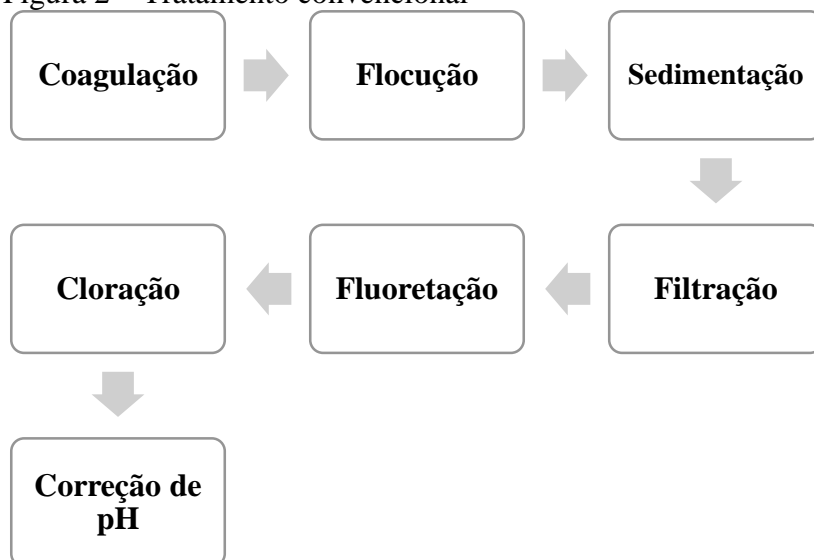 Figura 2 – Tratamento convencional
Coagulação
Flocução
Sedimentação
Filtração
Fluoretação
Cloração
Correção de
pH